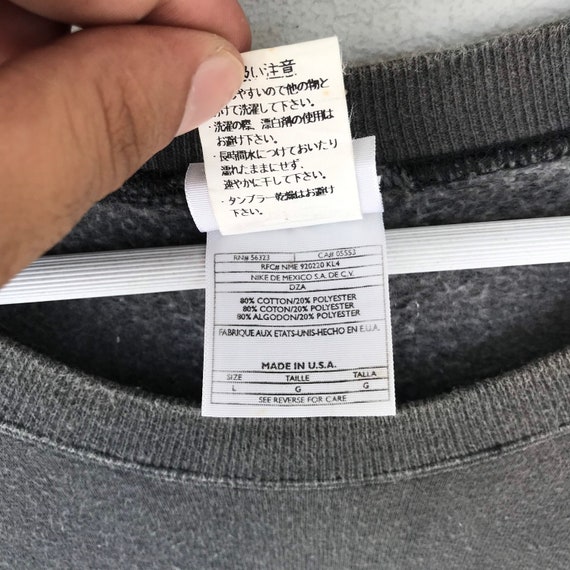 扱い注意
しやすいので他の物と
分けて洗濯して下さい。
・洗濯の際、漂白剤の使用は
お避け下さい。
・長時間水につけておいたり
濡れたままにせず、
速やかに干して下さい。
・タンブラー乾燥はお避け
下さい。
RN# 56323 CA# 05553
RFC# NME 920220 KL4
NIKE DE MEXICO S.A. DE C.V.
DZA
80% COTTON/20% POLYESTER
80% COTON/20% POLYESTER
80% ALGODON/20% POLYESTER
FABRIQUE AUX ETATS-UNIS-HECHO EN E.U.A.
MADE IN U.S.A.
SIZE TAILLE TALLA
L G G
SEE REVERSE FOR CARE